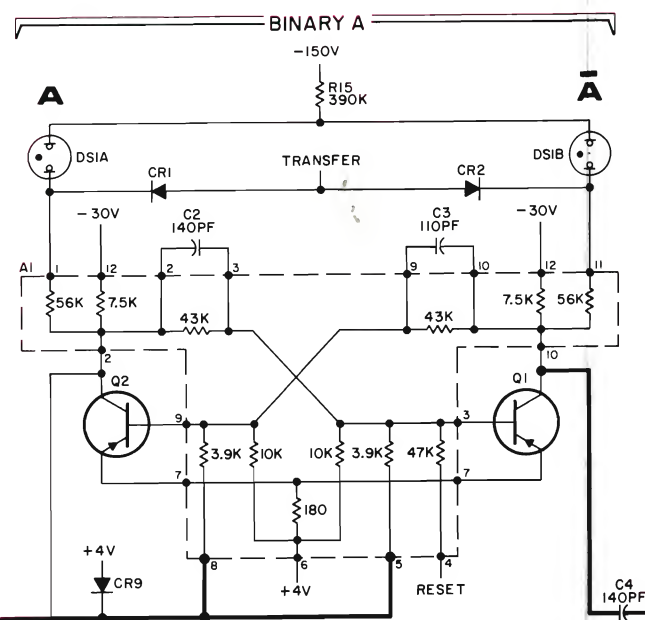 BINARY A
-150V
A
R15
390K
A̅
DS1A
CR1
TRANSFER
CR2
DS1B
-30V
C2
140PF
C3
110PF
-30V
A1
1
12
2
3
9
10
12
11
56K
7.5K
43K
43K
7.5K
56K
2
10
Q2
Q1
9
3
3.9K
10K
10K
3.9K
47K
7
7
180
+4V
CR9
8
6
5
4
+4V
RESET
C4
140PF